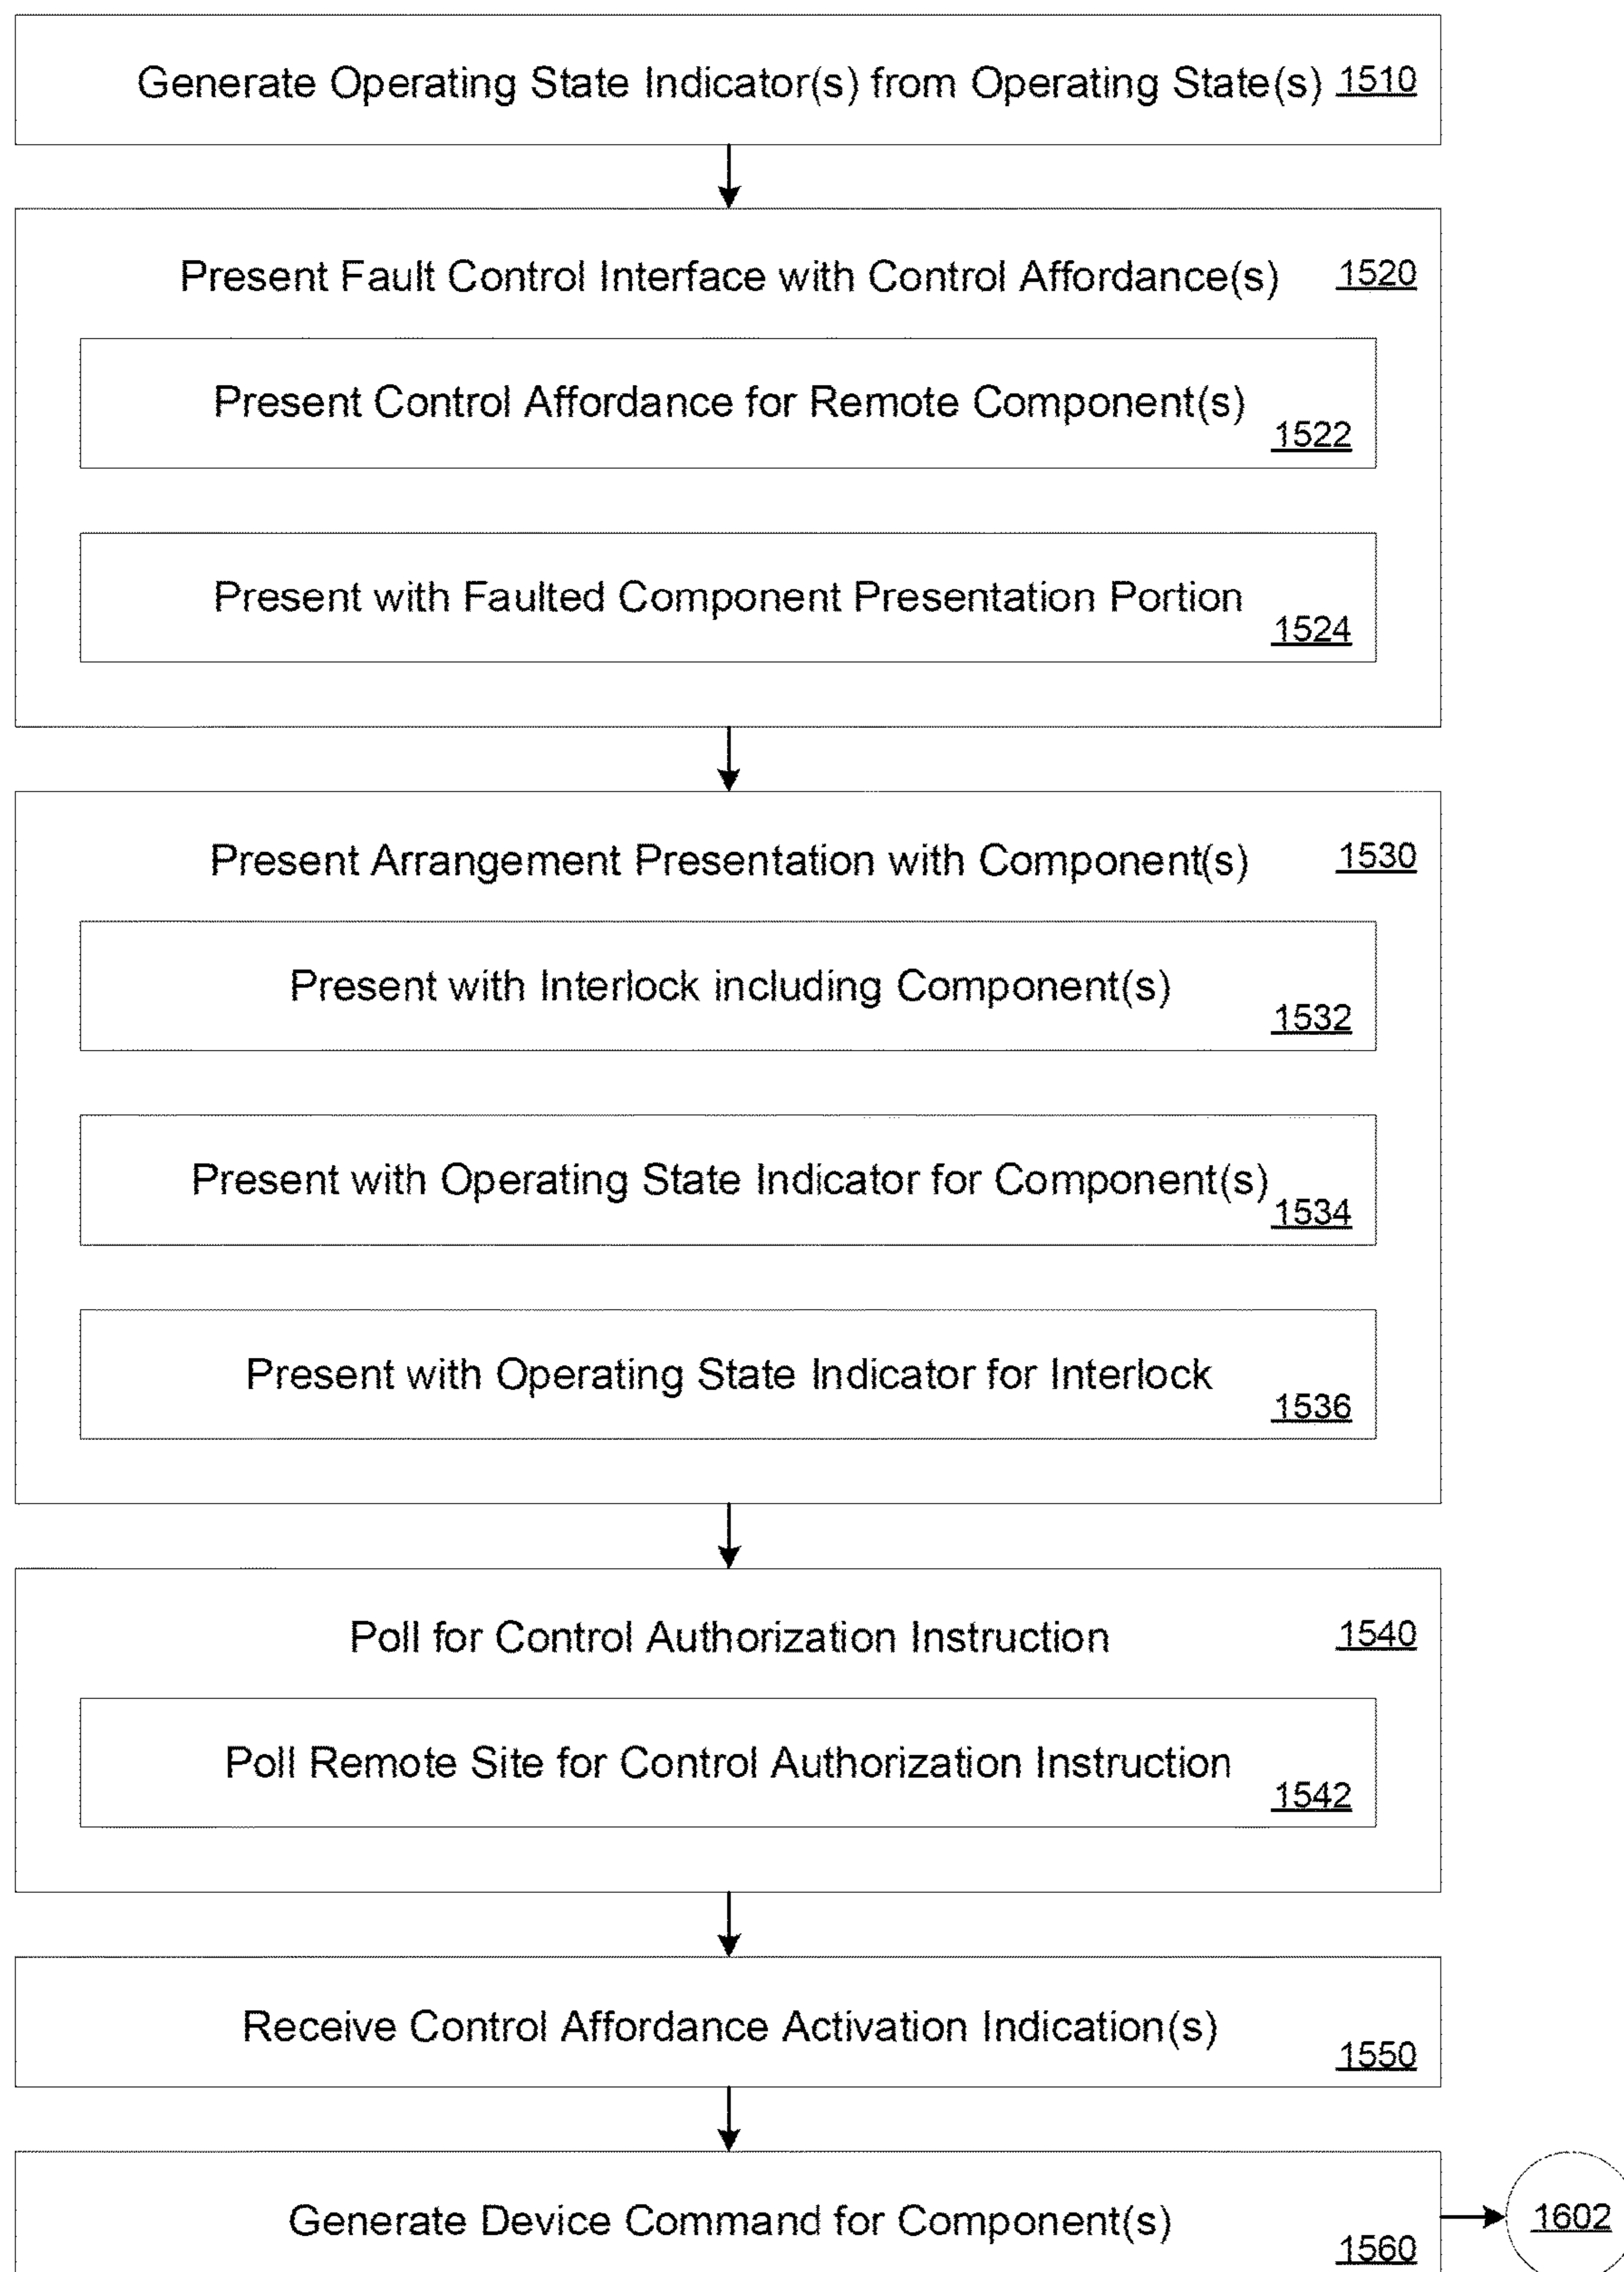 Generate Operating State Indicator(s) from Operating State(s) 1510
Present Fault Control Interface with Control Affordance(s) 1520
Present Control Affordance for Remote Component(s)
1522
Present with Faulted Component Presentation Portion
1524
Present Arrangement Presentation with Component(s) 1530
Present with Interlock including Component(s)
1532
Present with Operating State Indicator for Component(s)
1534
Present with Operating State Indicator for Interlock
1536
Poll for Control Authorization Instruction 1540
Poll Remote Site for Control Authorization Instruction
1542
Receive Control Affordance Activation Indication(s)
1550
Generate Device Command for Component(s)
1560
1602